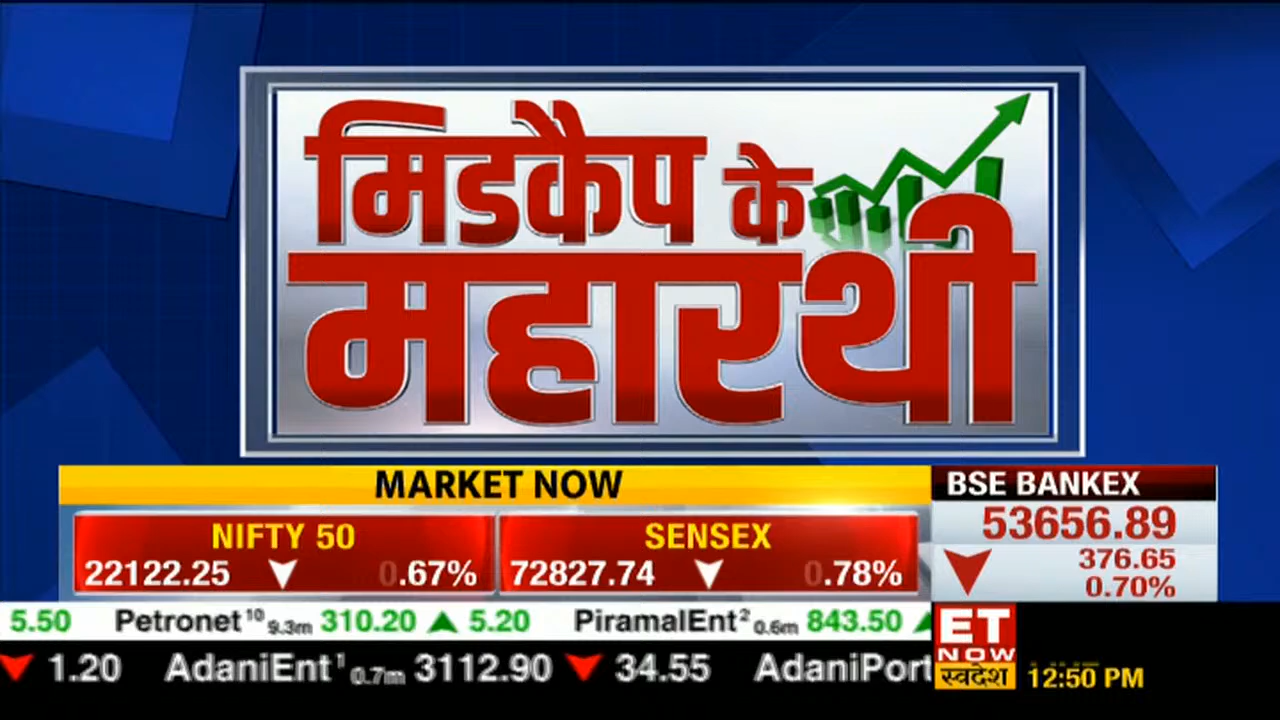 मिडकैप के
महारथी
MARKET NOW
NIFTY 50
22122.25 0.67%
SENSEX
72827.74 0.78%
BSE BANKEX
53656.89
376.65
0.70%
5.50 Petronet 10 9.3m 310.20 5.20 PiramalEnt 2 0.6m 843.50
1.20 AdaniEnt 1 0.7m 3112.90 34.55 AdaniPort
ET
NOW
स्वदेश
12:50 PM